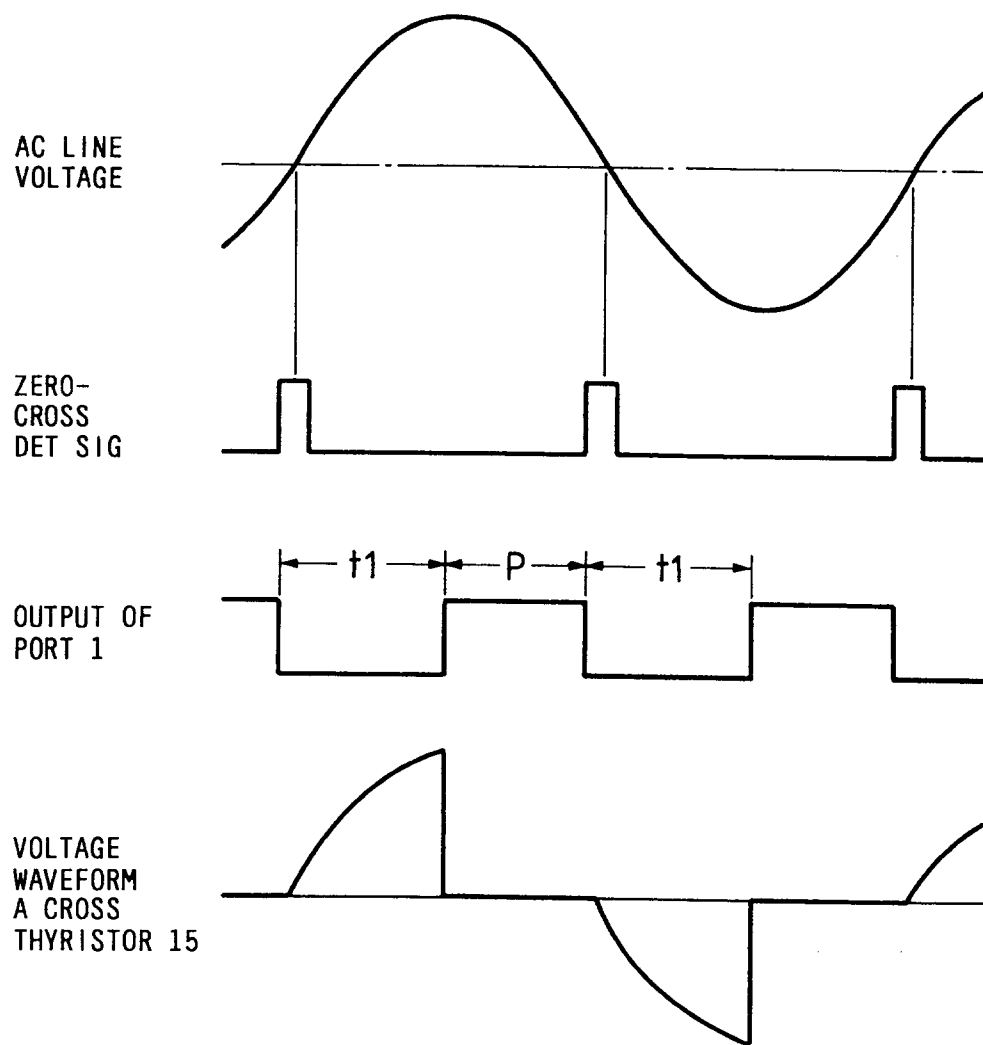 AC LINE
VOLTAGE
ZERO-
CROSS
DET SIG
t1 P t1
OUTPUT OF
PORT 1
VOLTAGE
WAVEFORM
A CROSS
THYRISTOR 15